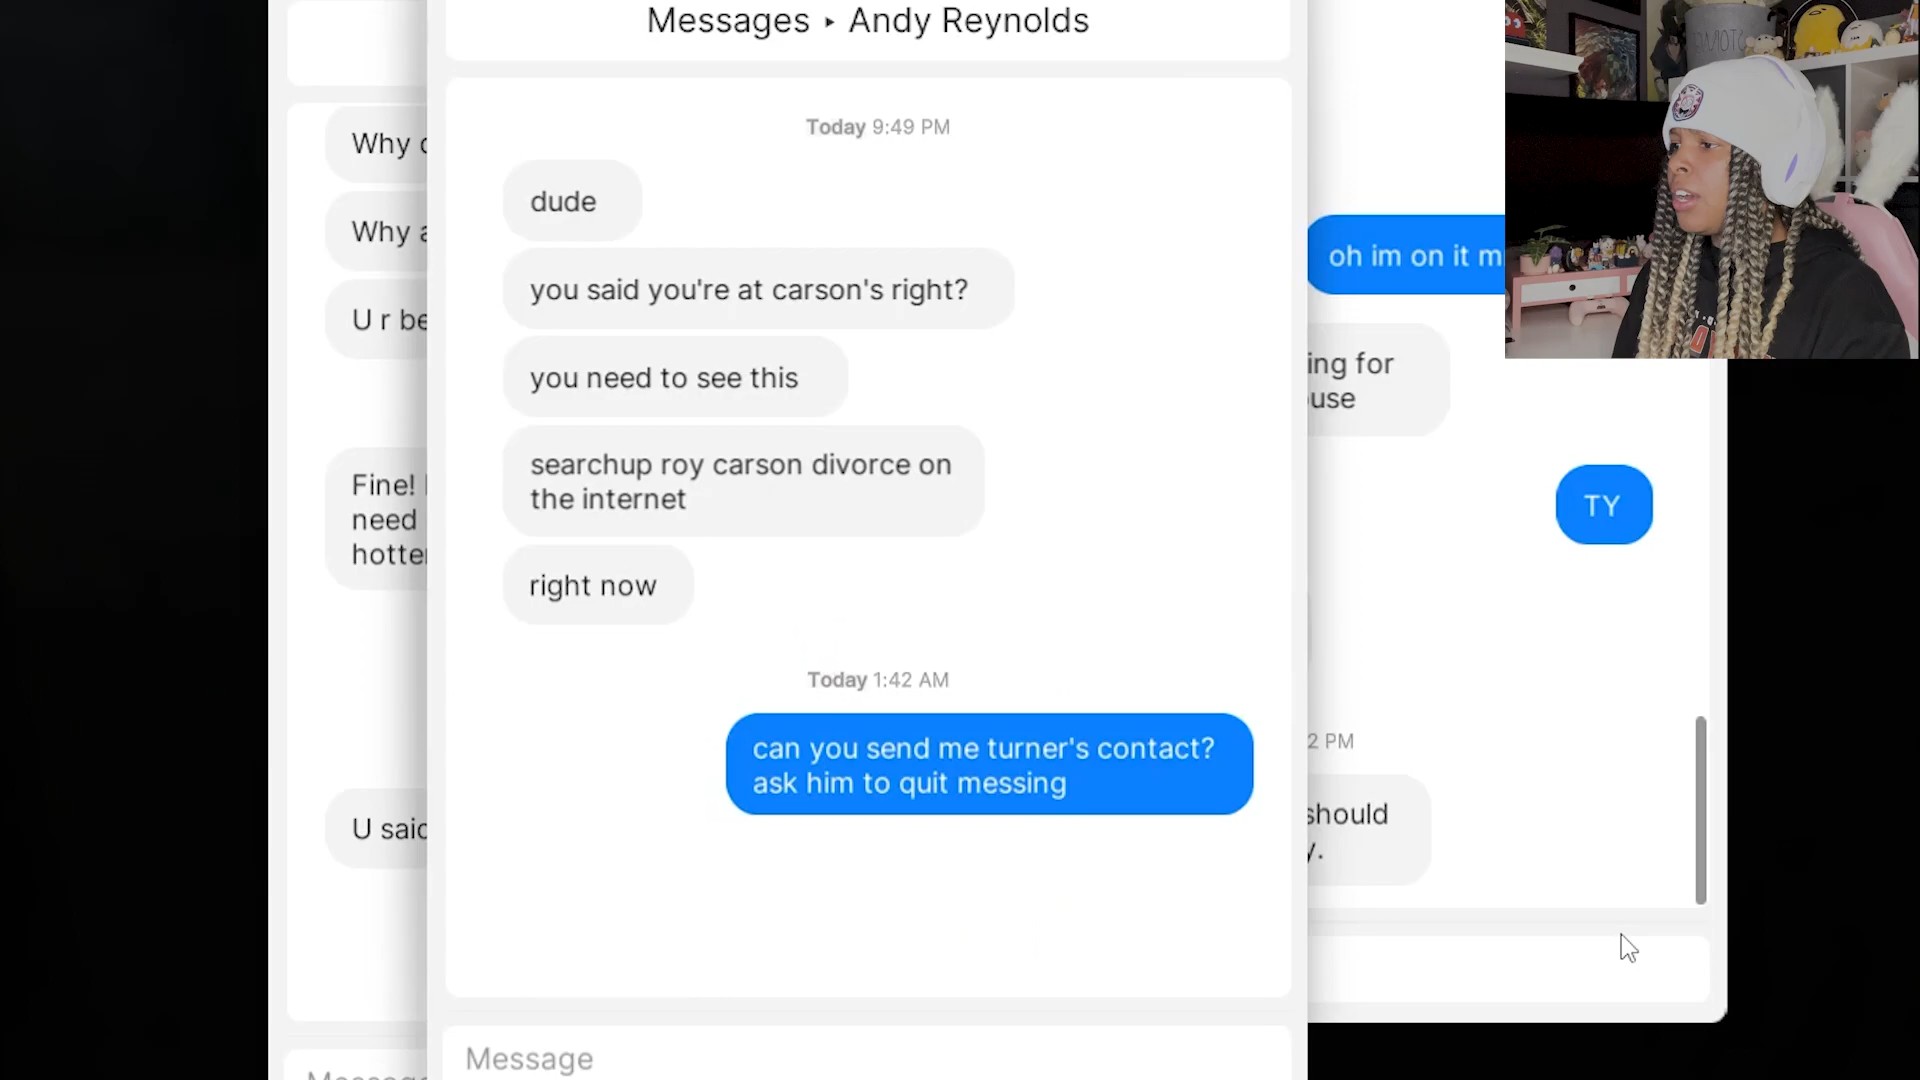 Messages ▸ Andy Reynolds
Today 9:49 PM
dude
you said you're at carson's right?
you need to see this
searchup roy carson divorce on
the internet
right now
Today 1:42 AM
can you send me turner's contact?
ask him to quit messing
Message
Why
Why
U r be
Fine!
need
hotte
U said
oh im on it m
ing for
use
TY
2 PM
should
y.